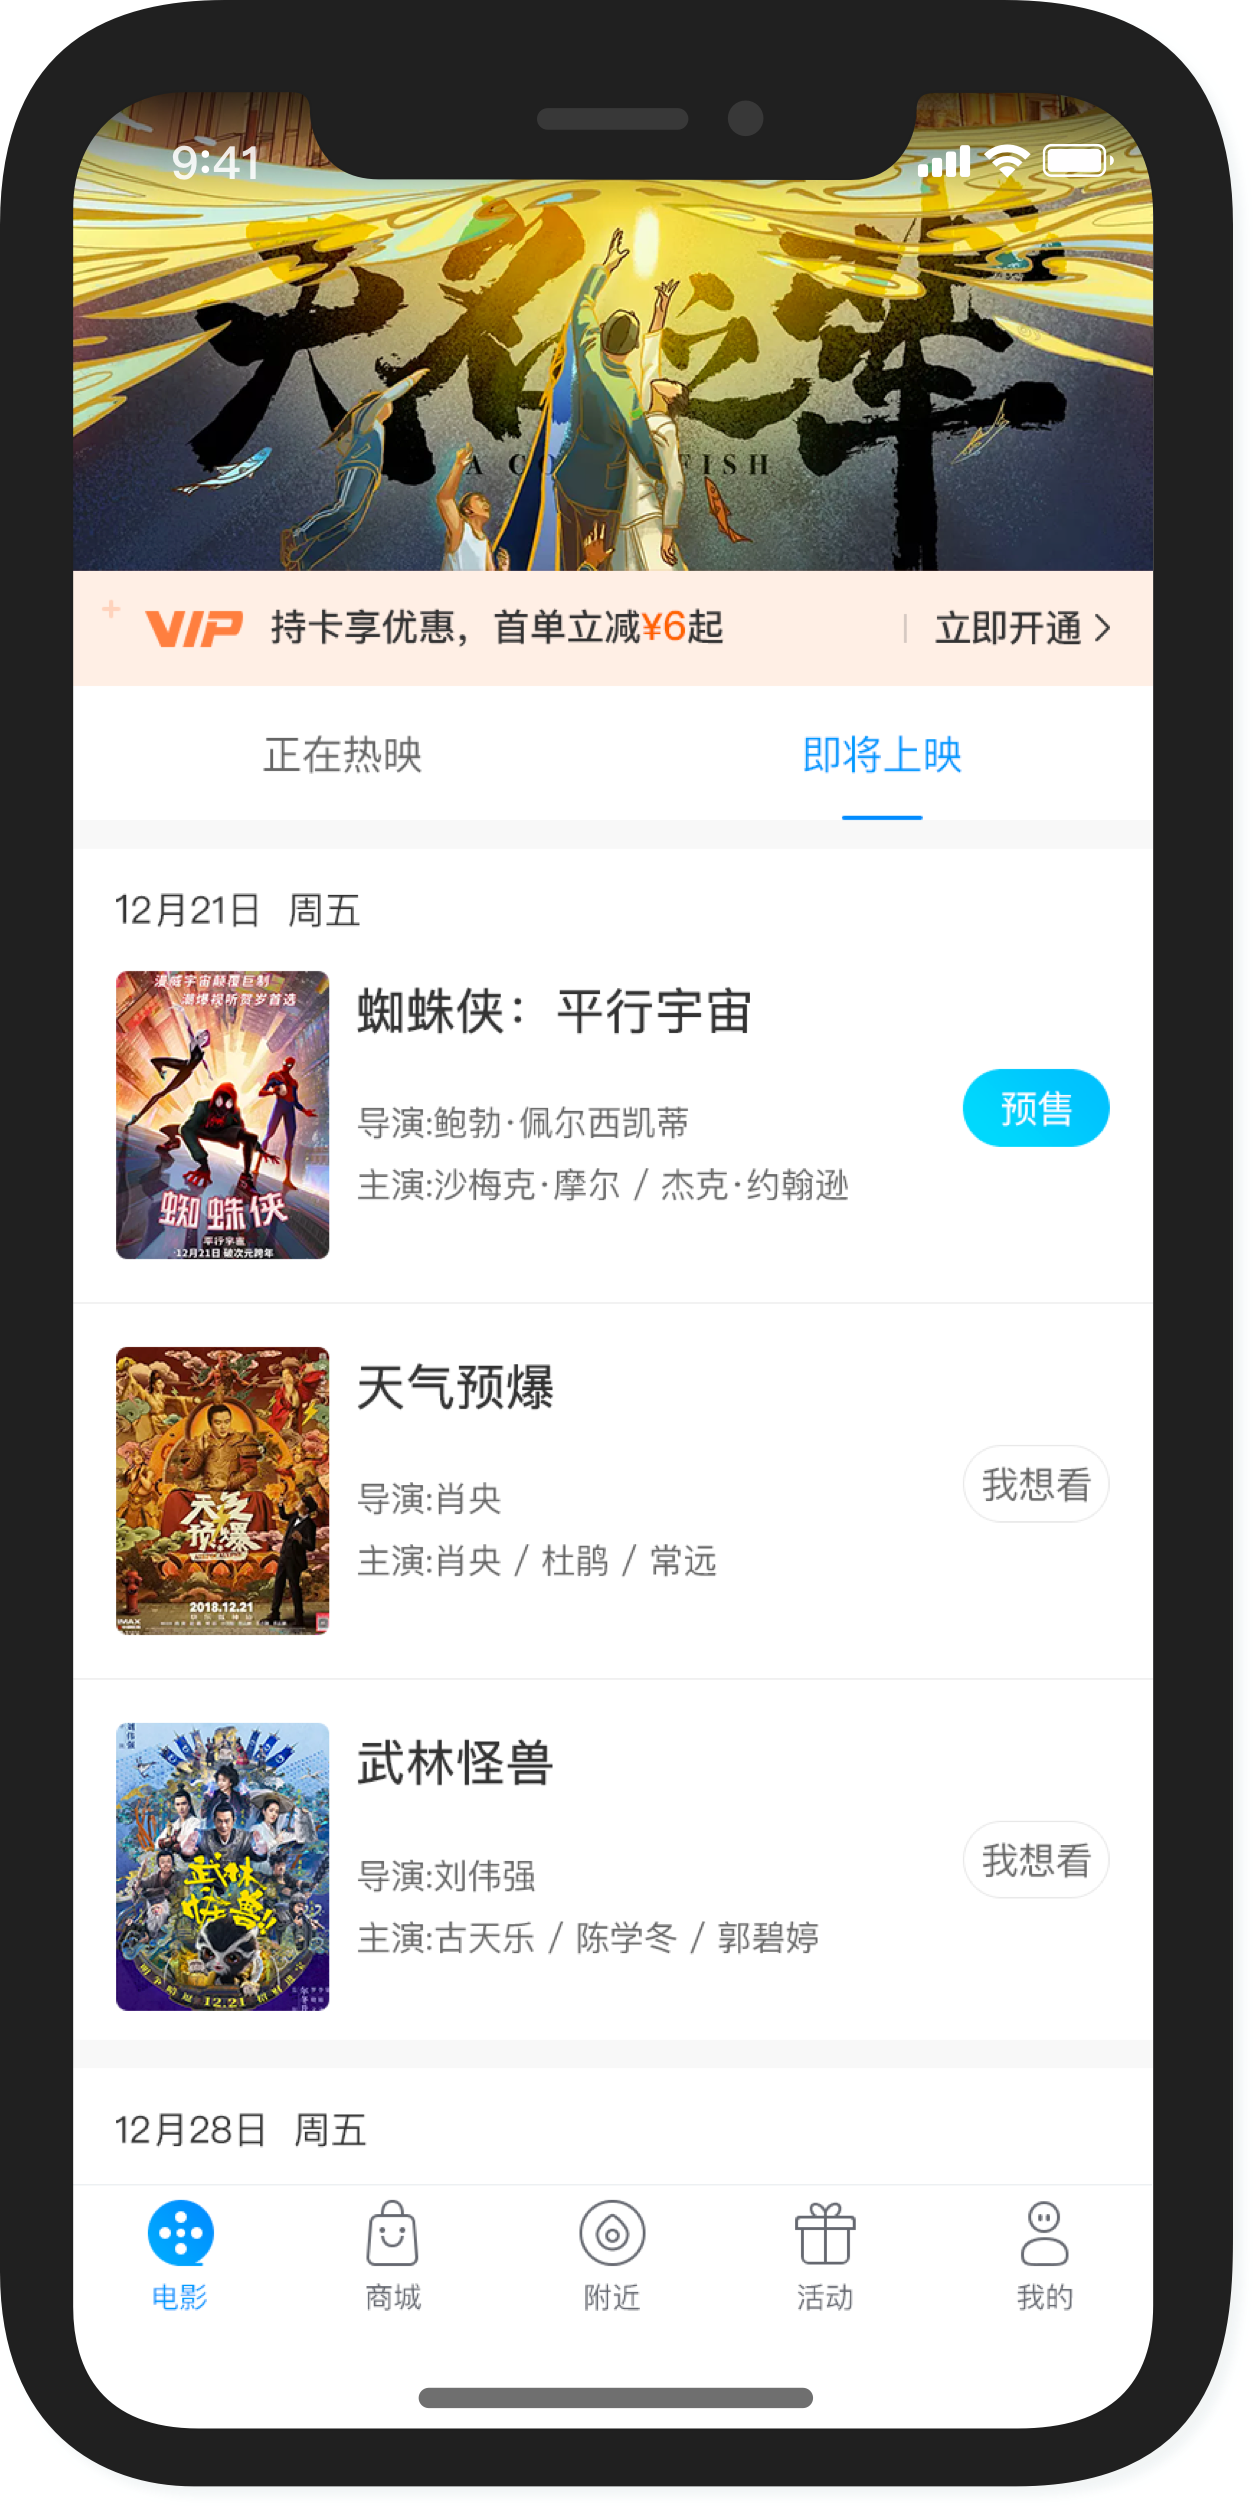 9:41
A CO FISH
VIP 持卡享优惠，首单立减¥6起 立即开通
正在热映 即将上映
12月21日 周五
漫威宇宙颠覆巨制
潮爆视听贺岁首选
蜘蛛侠
平行宇宙
12月21日 破次元跨年
蜘蛛侠：平行宇宙
导演:鲍勃·佩尔西凯蒂
主演:沙梅克·摩尔 / 杰克·约翰逊
预售
天气预爆
2018.12.21
IMAX
天气预爆
导演:肖央
主演:肖央 / 杜鹃 / 常远
我想看
刘伟强
武林怪兽!!
12.21
武林怪兽
导演:刘伟强
主演:古天乐 / 陈学冬 / 郭碧婷
我想看
12月28日 周五
电影 商城 附近 活动 我的